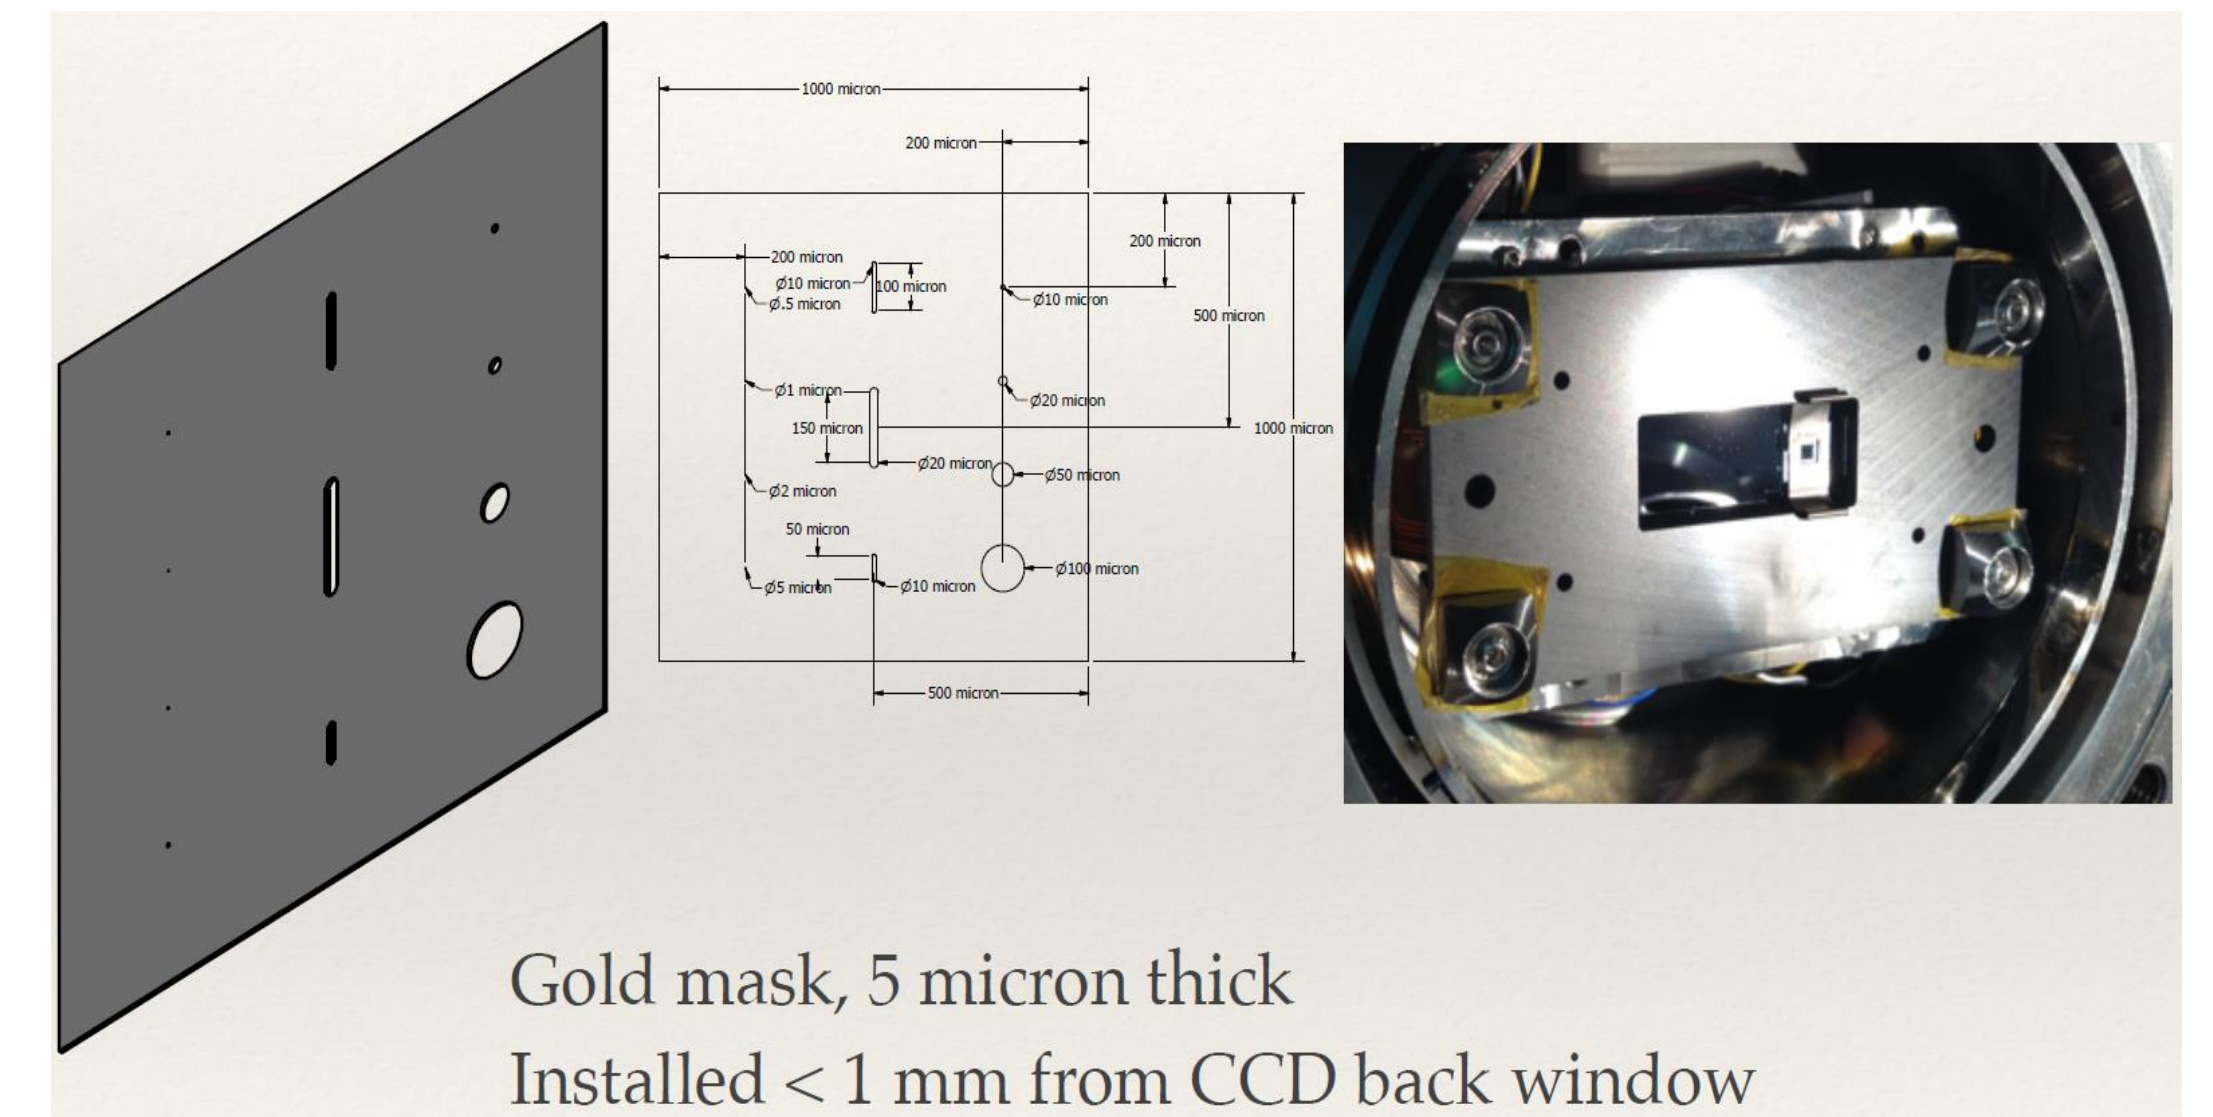 1000 micron
200 micron
200 micron
200 micron
Ø10 micron
100 micron
Ø.5 micron
Ø10 micron
500 micron
Ø1 micron
Ø20 micron
150 micron
1000 micron
Ø20 micron
Ø50 micron
Ø2 micron
50 micron
Ø100 micron
Ø5 micron
Ø10 micron
500 micron
Gold mask, 5 micron thick
Installed < 1 mm from CCD back window